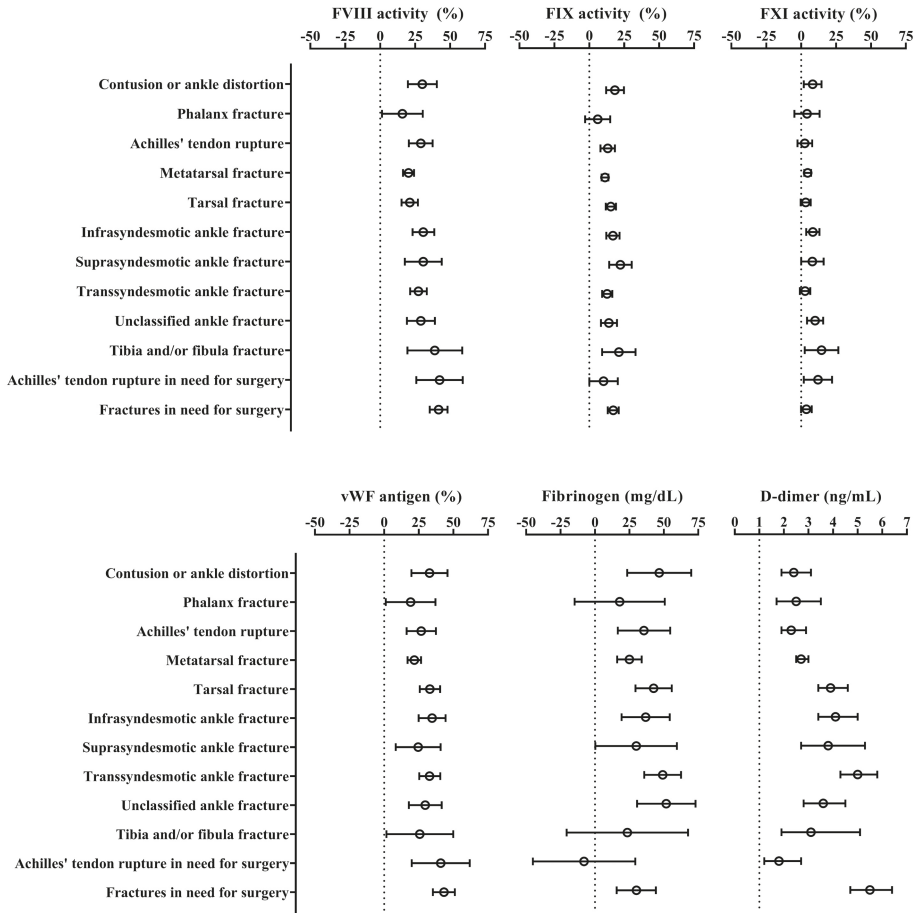 FVIII activity (%) FIX activity (%) FXI activity (%)
-50 -25 0 25 50 75 -50 -25 0 25 50 75 -50 -25 0 25 50 75
Contusion or ankle distortion
Phalanx fracture
Achilles' tendon rupture
Metatarsal fracture
Tarsal fracture
Infrasyndesmotic ankle fracture
Suprasyndesmotic ankle fracture
Transsyndesmotic ankle fracture
Unclassified ankle fracture
Tibia and/or fibula fracture
Achilles' tendon rupture in need for surgery
Fractures in need for surgery
vWF antigen (%) Fibrinogen (mg/dL) D-dimer (ng/mL)
-50 -25 0 25 50 75 -50 -25 0 25 50 75 0 1 2 3 4 5 6 7
Contusion or ankle distortion
Phalanx fracture
Achilles' tendon rupture
Metatarsal fracture
Tarsal fracture
Infrasyndesmotic ankle fracture
Suprasyndesmotic ankle fracture
Transsyndesmotic ankle fracture
Unclassified ankle fracture
Tibia and/or fibula fracture
Achilles' tendon rupture in need for surgery
Fractures in need for surgery